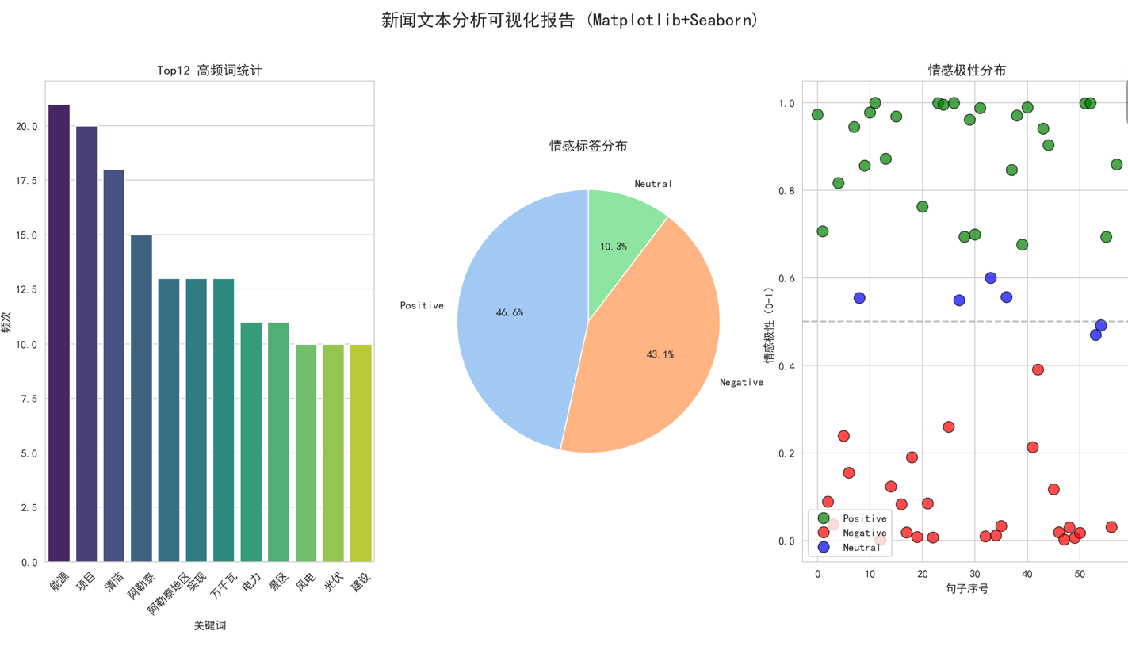 新闻文本分析可视化报告 (Matplotlib+Seaborn)
Top12 高频词统计
频次
20.0
17.5
15.0
12.5
10.0
7.5
5.0
2.5
0.0
能源
项目
清洁
阿勒泰
阿勒泰地区
实现
万千瓦
电力
景区
风电
光伏
建设
关键词
情感标签分布
Neutral
10.3%
Positive
46.6%
43.1%
Negative
情感极性分布
情感极性 (0-1)
1.0
0.8
0.6
0.4
0.2
0.0
Positive
Negative
Neutral
0
10
20
30
40
50
句子序号